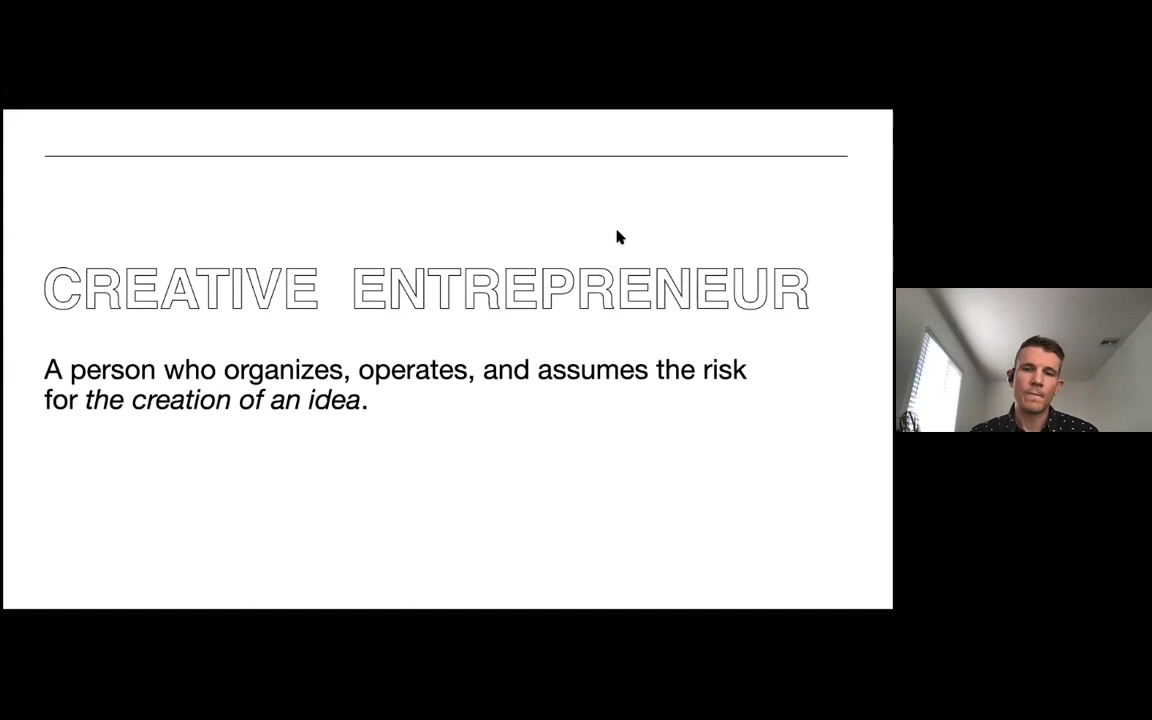 CREATIVE ENTREPRENEUR
A person who organizes, operates, and assumes the risk
for the creation of an idea.